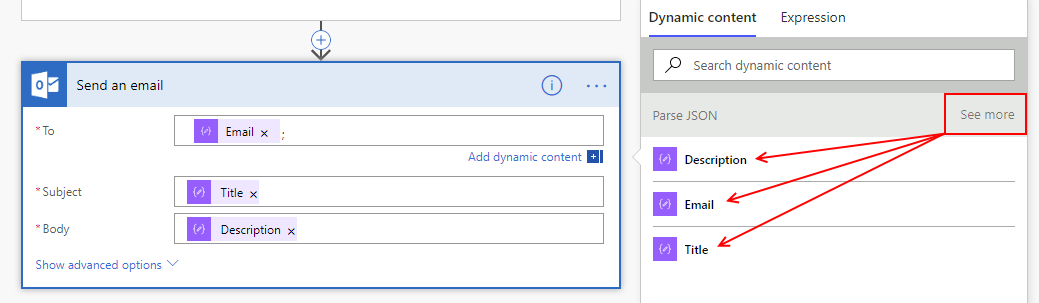 Send an email
* To
Email × ;
Add dynamic content
* Subject
Title ×
* Body
Description ×
Show advanced options
Dynamic content Expression
Search dynamic content
Parse JSON See more
Description
Email
Title